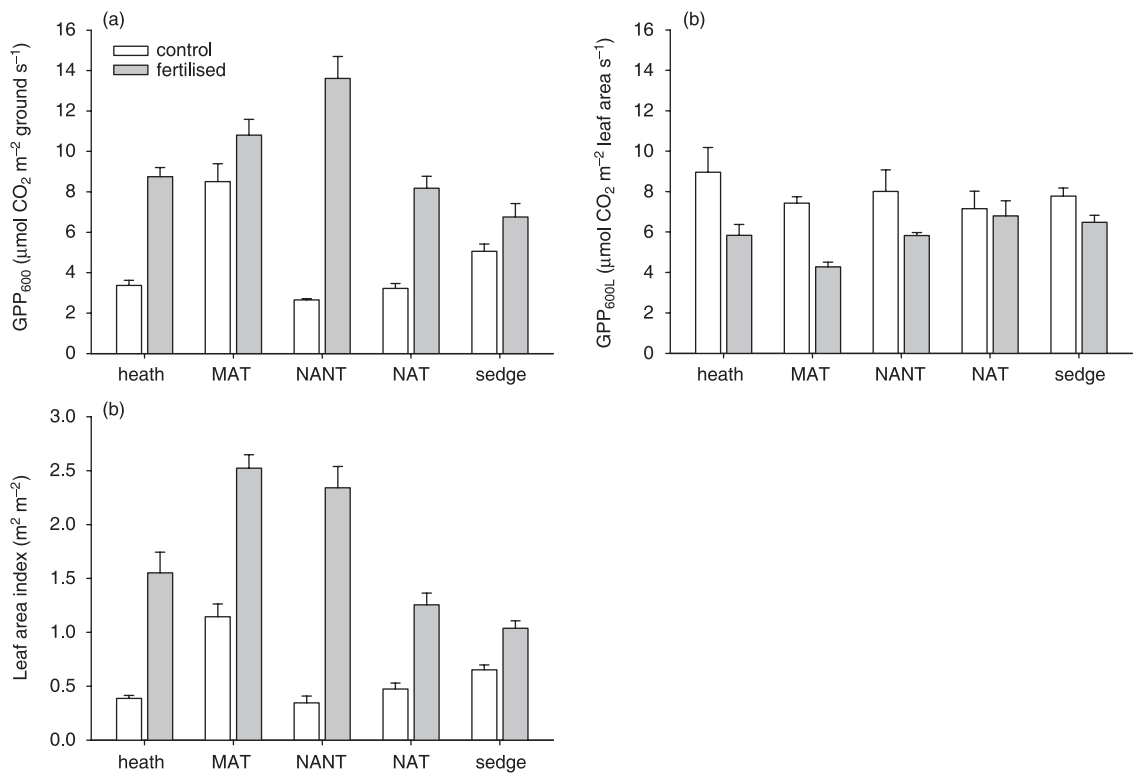 (a)
GPP600 (μmol CO2 m−2 ground s−1)
16
14
12
10
8
6
4
2
0
control
fertilised
heath MAT NANT NAT sedge
(b)
GPP600L (μmol CO2 m−2 leaf area s−1)
16
14
12
10
8
6
4
2
0
heath MAT NANT NAT sedge
(b)
Leaf area index (m2 m−2)
3.0
2.5
2.0
1.5
1.0
0.5
0.0
heath MAT NANT NAT sedge